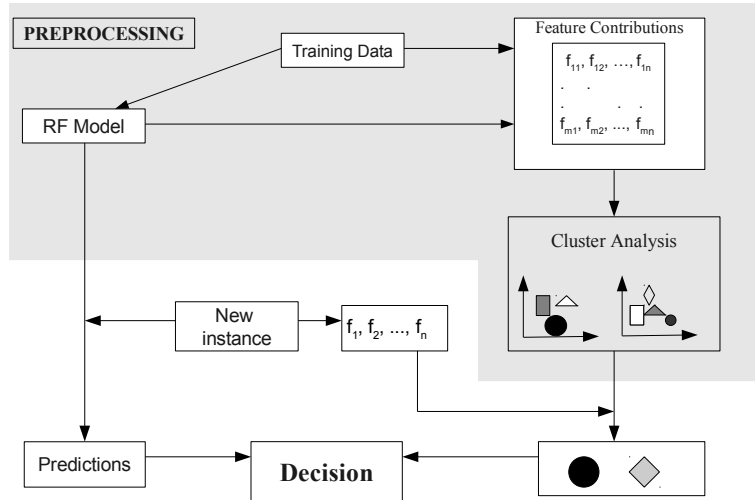 PREPROCESSING
Training Data
Feature Contributions
f11, f12, ..., f1n
. .
. . .
fm1, fm2, ..., fmn
RF Model
Cluster Analysis
New
instance
f1, f2, ..., fn
Predictions
Decision